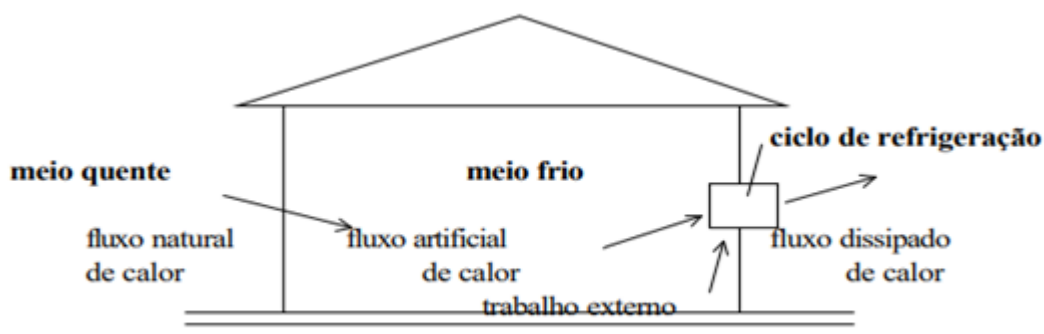 ciclo de refrigeração
meio quente
meio frio
fluxo natural
de calor
fluxo artificial
de calor
fluxo dissipado
de calor
trabalho externo